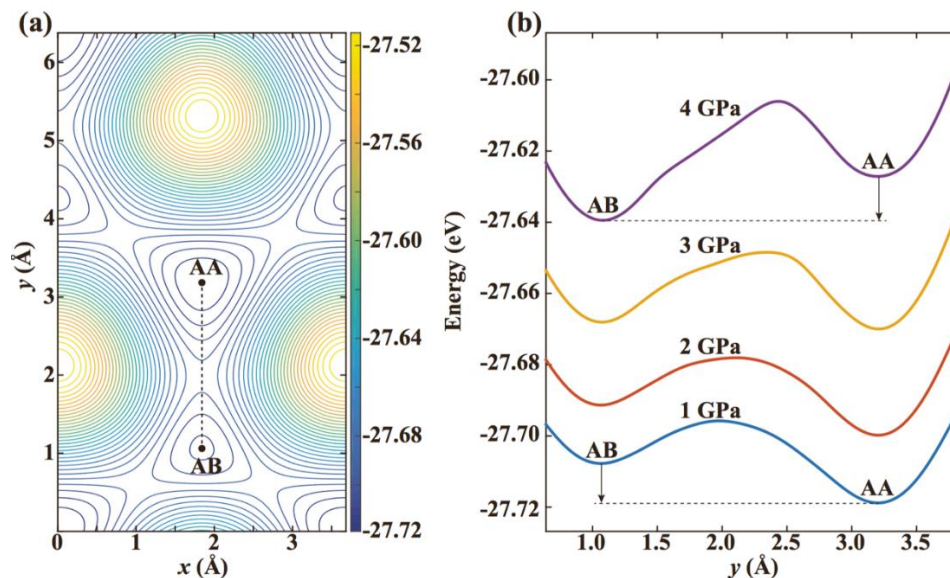 (a)
6
5
4
3
2
1
0
y (Å)
AA
AB
0
1
2
3
x (Å)
-27.52
-27.56
-27.60
-27.64
-27.68
-27.72
(b)
-27.60
-27.62
-27.64
-27.66
-27.68
-27.70
-27.72
Energy (eV)
4 GPa
AA
AB
3 GPa
2 GPa
1 GPa
AB
AA
1.0
1.5
2.0
2.5
3.0
3.5
y (Å)